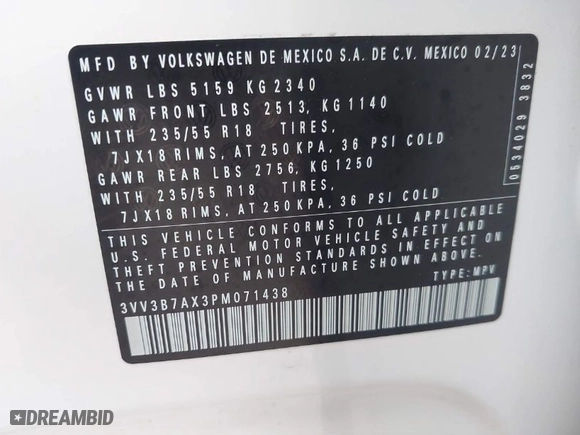 MFD BY VOLKSWAGEN DE MEXICO S.A. DE C.V. MEXICO 02/23
GVWR LBS 5159 KG 2340
GAWR FRONT LBS 2513, KG 1140
WITH 235/55 R18 TIRES,
7JX18 RIMS, AT 250 KPA, 36 PSI COLD
GAWR REAR LBS 2756, KG 1250
WITH 235/55 R18 TIRES,
7JX18 RIMS, AT 250 KPA, 36 PSI COLD
THIS VEHICLE CONFORMS TO ALL APPLICABLE
U.S. FEDERAL MOTOR VEHICLE SAFETY AND
THEFT PREVENTION STANDARDS IN EFFECT ON
THE DATE OF MANUFACTURE SHOWN ABOVE.
3VV3B7AX3PM071438
TYPE: MPV
0534029 3832
DREAMBID